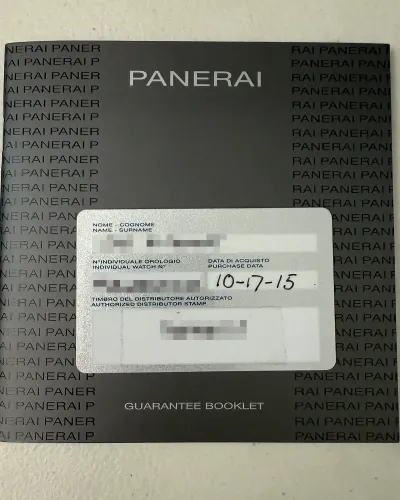 PANERAI
NOME - COGNOME
NAME - SURNAME
N° INDIVIDUALE OROLOGIO
INDIVIDUAL WATCH N°
DATA DI ACQUISTO
PURCHASE DATA
10-17-15
TIMBRO DEL DISTRIBUTORE AUTORIZZATO
AUTHORIZED DISTRIBUTOR STAMP
GUARANTEE BOOKLET